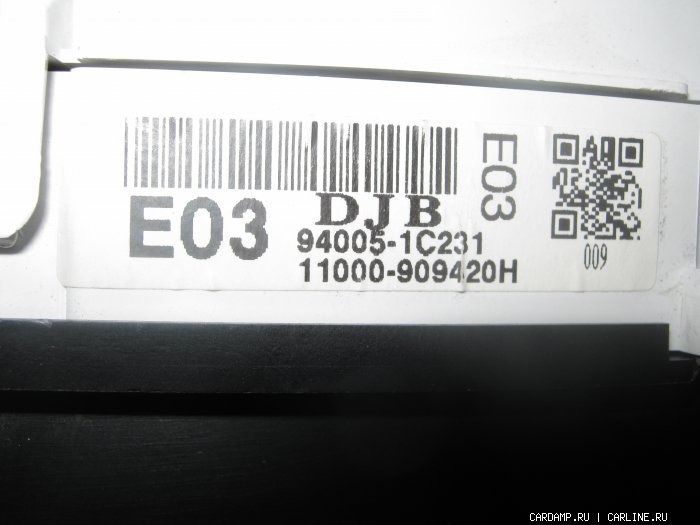 E03 DJB E03
94005-1C231
11000-909420H
009
CARDAMP.RU | CARLINE.RU